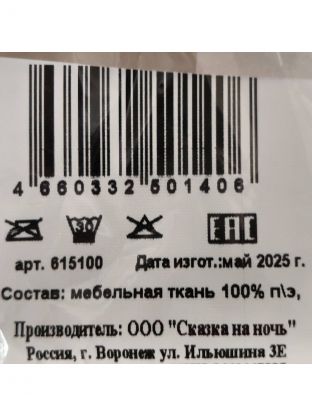 4 660332 501406
30
EAC
арт. 615100 Дата изгот.:май 2025 г.
Состав: мебельная ткань 100% п\э,
Производитель: ООО "Сказка на ночь"
Россия, г. Воронеж ул. Ильюшина 3Е